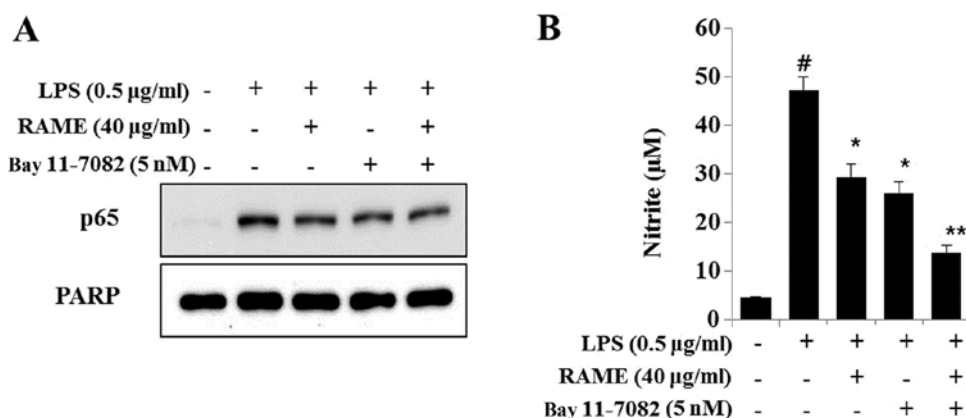 A
LPS (0.5 µg/ml) - + + + +
RAME (40 µg/ml) - - + - +
Bay 11-7082 (5 nM) - - - + +
p65
PARP
B
60
50
40
30
20
10
0
Nitrite (µM)
#
*
*
**
LPS (0.5 µg/ml) - + + + +
RAME (40 µg/ml) - - + - +
Bay 11-7082 (5 nM) - - - + +